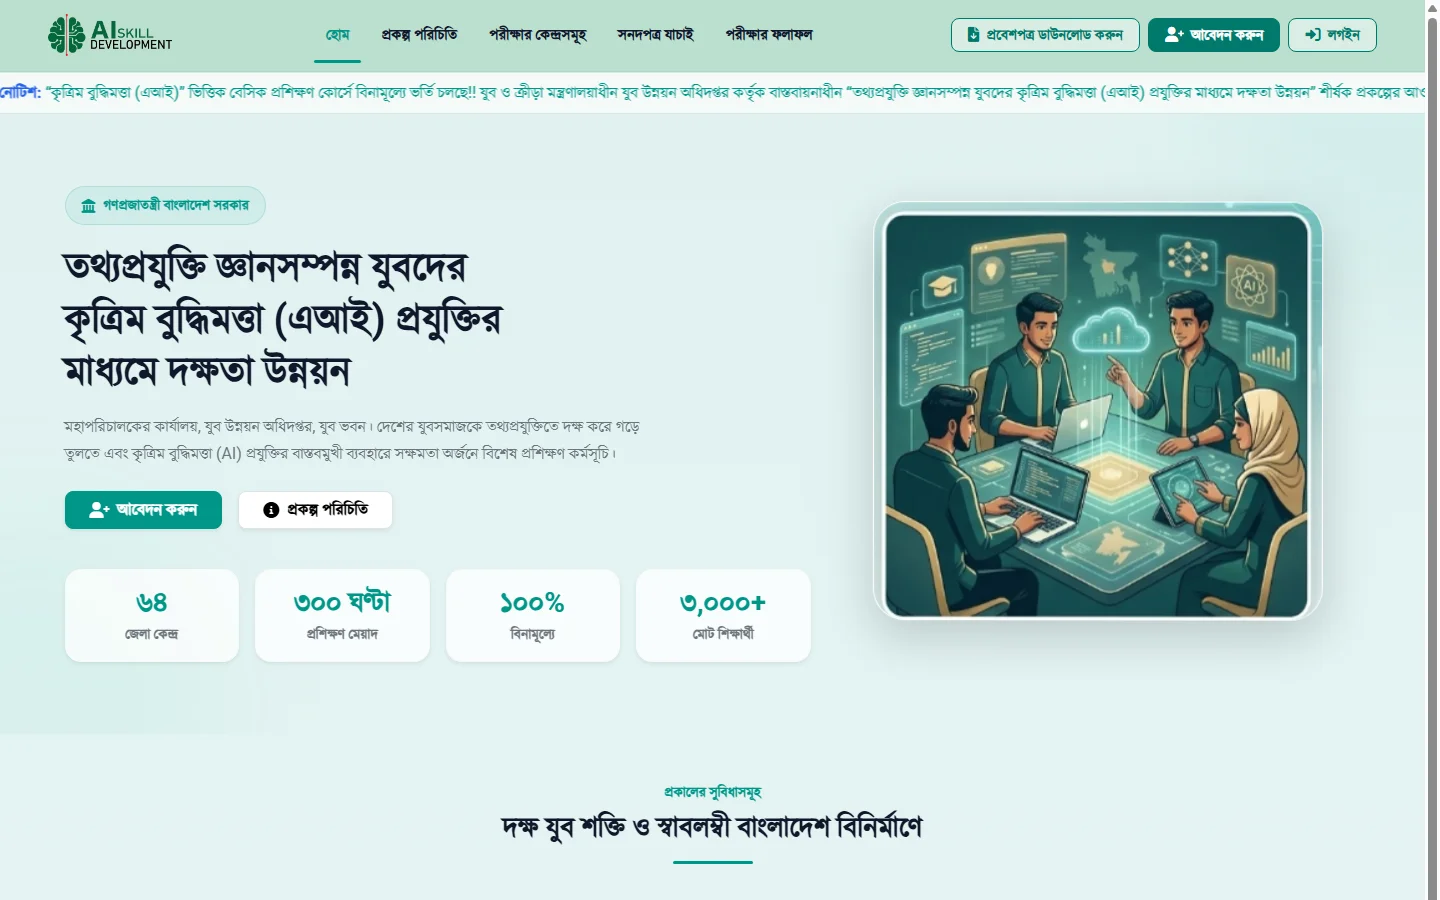 AI SKILL
DEVELOPMENT
হোম
প্রকল্প পরিচিতি
পরীক্ষার কেন্দ্রসমূহ
সনদপত্র যাচাই
পরীক্ষার ফলাফল
প্রবেশপত্র ডাউনলোড করুন
আবেদন করুন
লগইন
নোটিশ: “কৃত্রিম বুদ্ধিমত্তা (এআই)” ভিত্তিক বেসিক প্রশিক্ষণ কোর্সে বিনামূল্যে ভর্তি চলছে!! যুব ও ক্রীড়া মন্ত্রণালয়াধীন যুব উন্নয়ন অধিদপ্তর কর্তৃক বাস্তবায়নাধীন “তথ্যপ্রযুক্তি জ্ঞানসম্পন্ন যুবদের কৃত্রিম বুদ্ধিমত্তা (এআই) প্রযুক্তির মাধ্যমে দক্ষতা উন্নয়ন” শীর্ষক প্রকল্পের
গণপ্রজাতন্ত্রী বাংলাদেশ সরকার
তথ্যপ্রযুক্তি জ্ঞানসম্পন্ন যুবদের
কৃত্রিম বুদ্ধিমত্তা (এআই) প্রযুক্তির
মাধ্যমে দক্ষতা উন্নয়ন
মহাপরিচালকের কার্যালয়, যুব উন্নয়ন অধিদপ্তর, যুব ভবন। দেশের যুবসমাজকে তথ্যপ্রযুক্তিতে দক্ষ করে গড়ে
তুলতে এবং কৃত্রিম বুদ্ধিমত্তা (AI) প্রযুক্তির বাস্তবমুখী ব্যবহারে সক্ষমতা অর্জনে বিশেষ প্রশিক্ষণ কর্মসূচি।
আবেদন করুন
প্রকল্প পরিচিতি
৬৪
জেলা কেন্দ্র
৩০০ ঘণ্টা
প্রশিক্ষণ মেয়াদ
১০০%
বিনামূল্যে
৩,০০০+
মোট শিক্ষার্থী
AI
প্রকালের সুবিধাসমূহ
দক্ষ যুব শক্তি ও স্বাবলম্বী বাংলাদেশ বিনির্মাণে